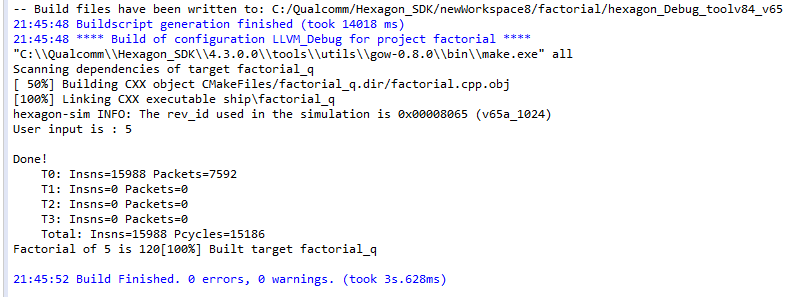 -- Build files have been written to: C:/Qualcomm/Hexagon_SDK/newWorkspace8/factorial/hexagon_Debug_toolv84_v65
21:45:48 Buildscript generation finished (took 14018 ms)
21:45:48 **** Build of configuration LLVM_Debug for project factorial ****
"C:\\Qualcomm\\Hexagon_SDK\\4.3.0.0\\tools\\utils\\gow-0.8.0\\bin\\make.exe" all
Scanning dependencies of target factorial_q
[ 50%] Building CXX object CMakeFiles/factorial_q.dir/factorial.cpp.obj
[100%] Linking CXX executable ship\factorial_q
hexagon-sim INFO: The rev_id used in the simulation is 0x00008065 (v65a_1024)
User input is : 5
Done!
T0: Insns=15988 Packets=7592
T1: Insns=0 Packets=0
T2: Insns=0 Packets=0
T3: Insns=0 Packets=0
Total: Insns=15988 Pcycles=15186
Factorial of 5 is 120[100%] Built target factorial_q
21:45:52 Build Finished. 0 errors, 0 warnings. (took 3s.628ms)